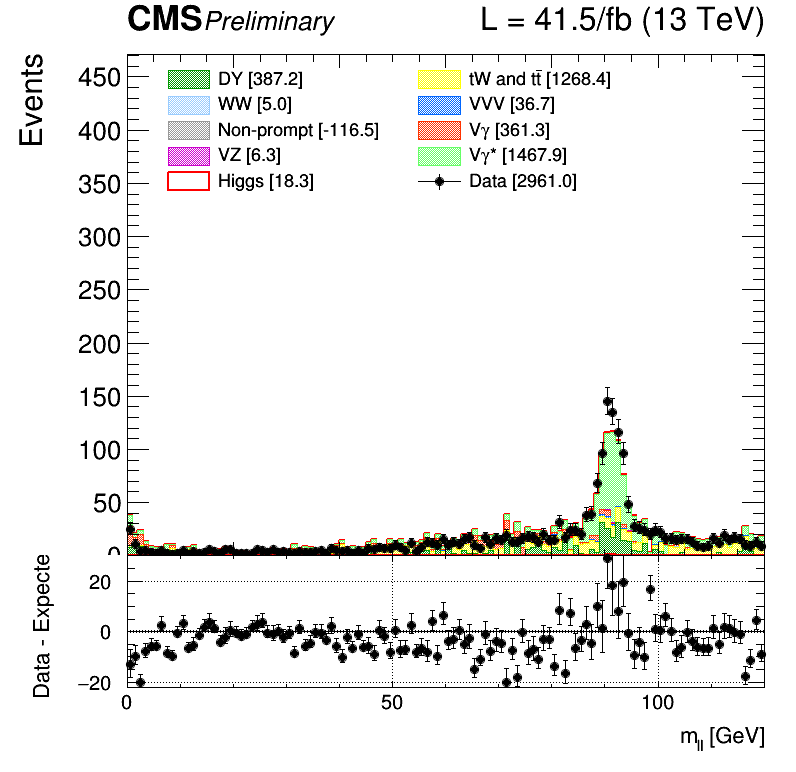 CMS Preliminary L = 41.5/fb (13 TeV)
Events
450
400
350
300
250
200
150
100
50
0
DY [387.2]
WW [5.0]
Non-prompt [-116.5]
VZ [6.3]
Higgs [18.3]
tW and tt̄ [1268.4]
VVV [36.7]
Vγ [361.3]
Vγ* [1467.9]
Data [2961.0]
Data - Expecte
20
0
−20
0 50 100
m_ll [GeV]